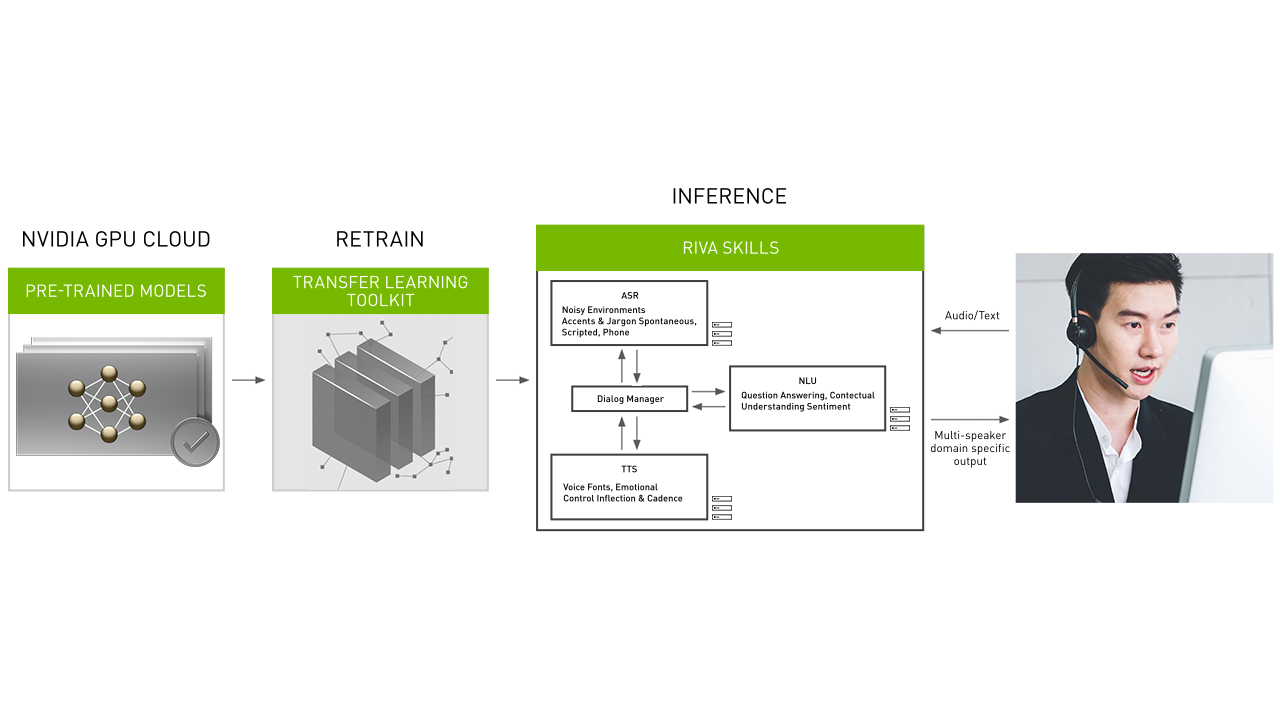 NVIDIA GPU CLOUD
PRE-TRAINED MODELS
RETRAIN
TRANSFER LEARNING
TOOLKIT
INFERENCE
RIVA SKILLS
ASR
Noisy Environments
Accents & Jargon Spontaneous,
Scripted, Phone
Dialog Manager
NLU
Question Answering, Contectual
Understanding Sentiment
TTS
Voice Fonts, Emotional
Control Inflection & Cadence
Audio/Text
Multi-speaker
domain specific
output